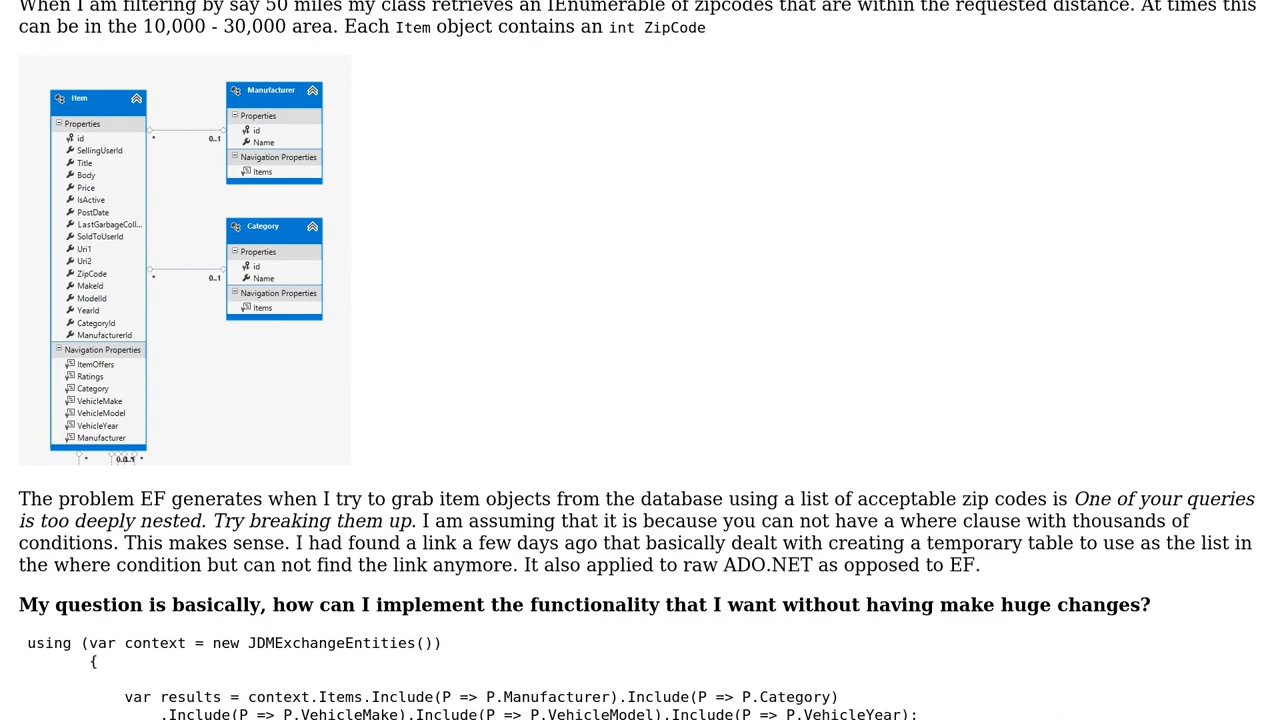 When I am filtering by say 50 miles my class retrieves an IEnumerable of zipcodes that are within the requested distance. At times this
can be in the 10,000 - 30,000 area. Each Item object contains an int ZipCode
Item
Properties
id
SellingUserId
Title
Body
Price
IsActive
PostDate
LastGarbageColl...
SoldToUserId
Uri1
Uri2
ZipCode
MakeId
ModelId
YearId
CategoryId
ManufacturerId
Navigation Properties
ItemOffers
Ratings
Category
VehicleMake
VehicleModel
VehicleYear
Manufacturer
*
0..1
*
0..1
Manufacturer
Properties
id
Name
Navigation Properties
Items
Category
Properties
id
Name
Navigation Properties
Items
The problem EF generates when I try to grab item objects from the database using a list of acceptable zip codes is One of your queries
is too deeply nested. Try breaking them up. I am assuming that it is because you can not have a where clause with thousands of
conditions. This makes sense. I had found a link a few days ago that basically dealt with creating a temporary table to use as the list in
the where condition but can not find the link anymore. It also applied to raw ADO.NET as opposed to EF.
My question is basically, how can I implement the functionality that I want without having make huge changes?
using (var context = new JDMExchangeEntities())
{
var results = context.Items.Include(P => P.Manufacturer).Include(P => P.Category)
.Include(P => P.VehicleMake).Include(P => P.VehicleModel).Include(P => P.VehicleYear);